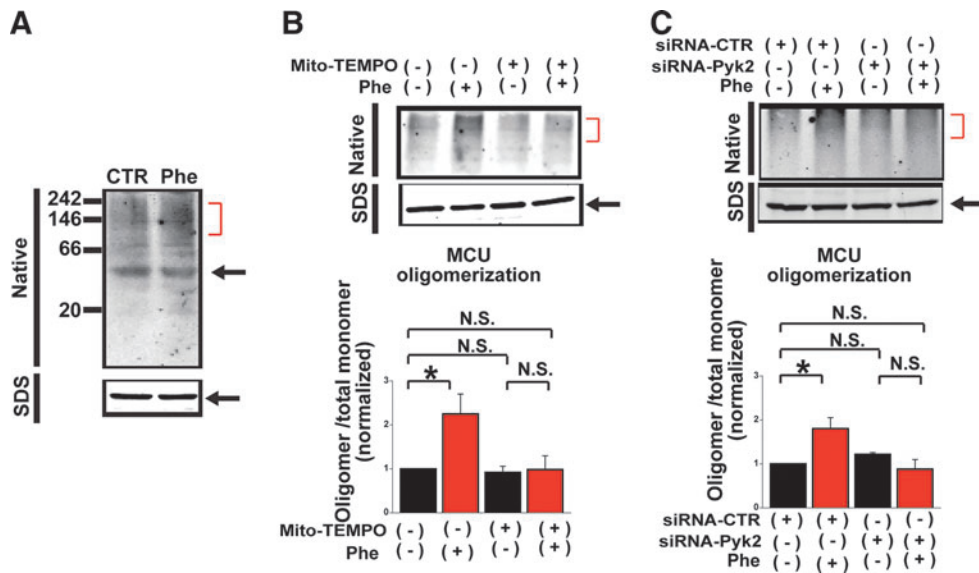 A
CTR Phe
242
146
66
20
Native
SDS
B
Mito-TEMPO (-) (-) (+) (+)
Phe (-) (+) (-) (+)
Native
SDS
MCU
oligomerization
N.S.
N.S.
* N.S.
Oligomer /total monomer
(normalized)
3
2
1
0
Mito-TEMPO (-) (-) (+) (+)
Phe (-) (+) (-) (+)
C
siRNA-CTR (+) (+) (-) (-)
siRNA-Pyk2 (-) (-) (+) (+)
Phe (-) (+) (-) (+)
Native
SDS
MCU
oligomerization
N.S.
N.S.
* N.S.
Oligomer /total monomer
(normalized)
3
2
1
0
siRNA-CTR (+) (+) (-) (-)
siRNA-Pyk2 (-) (-) (+) (+)
Phe (-) (+) (-) (+)